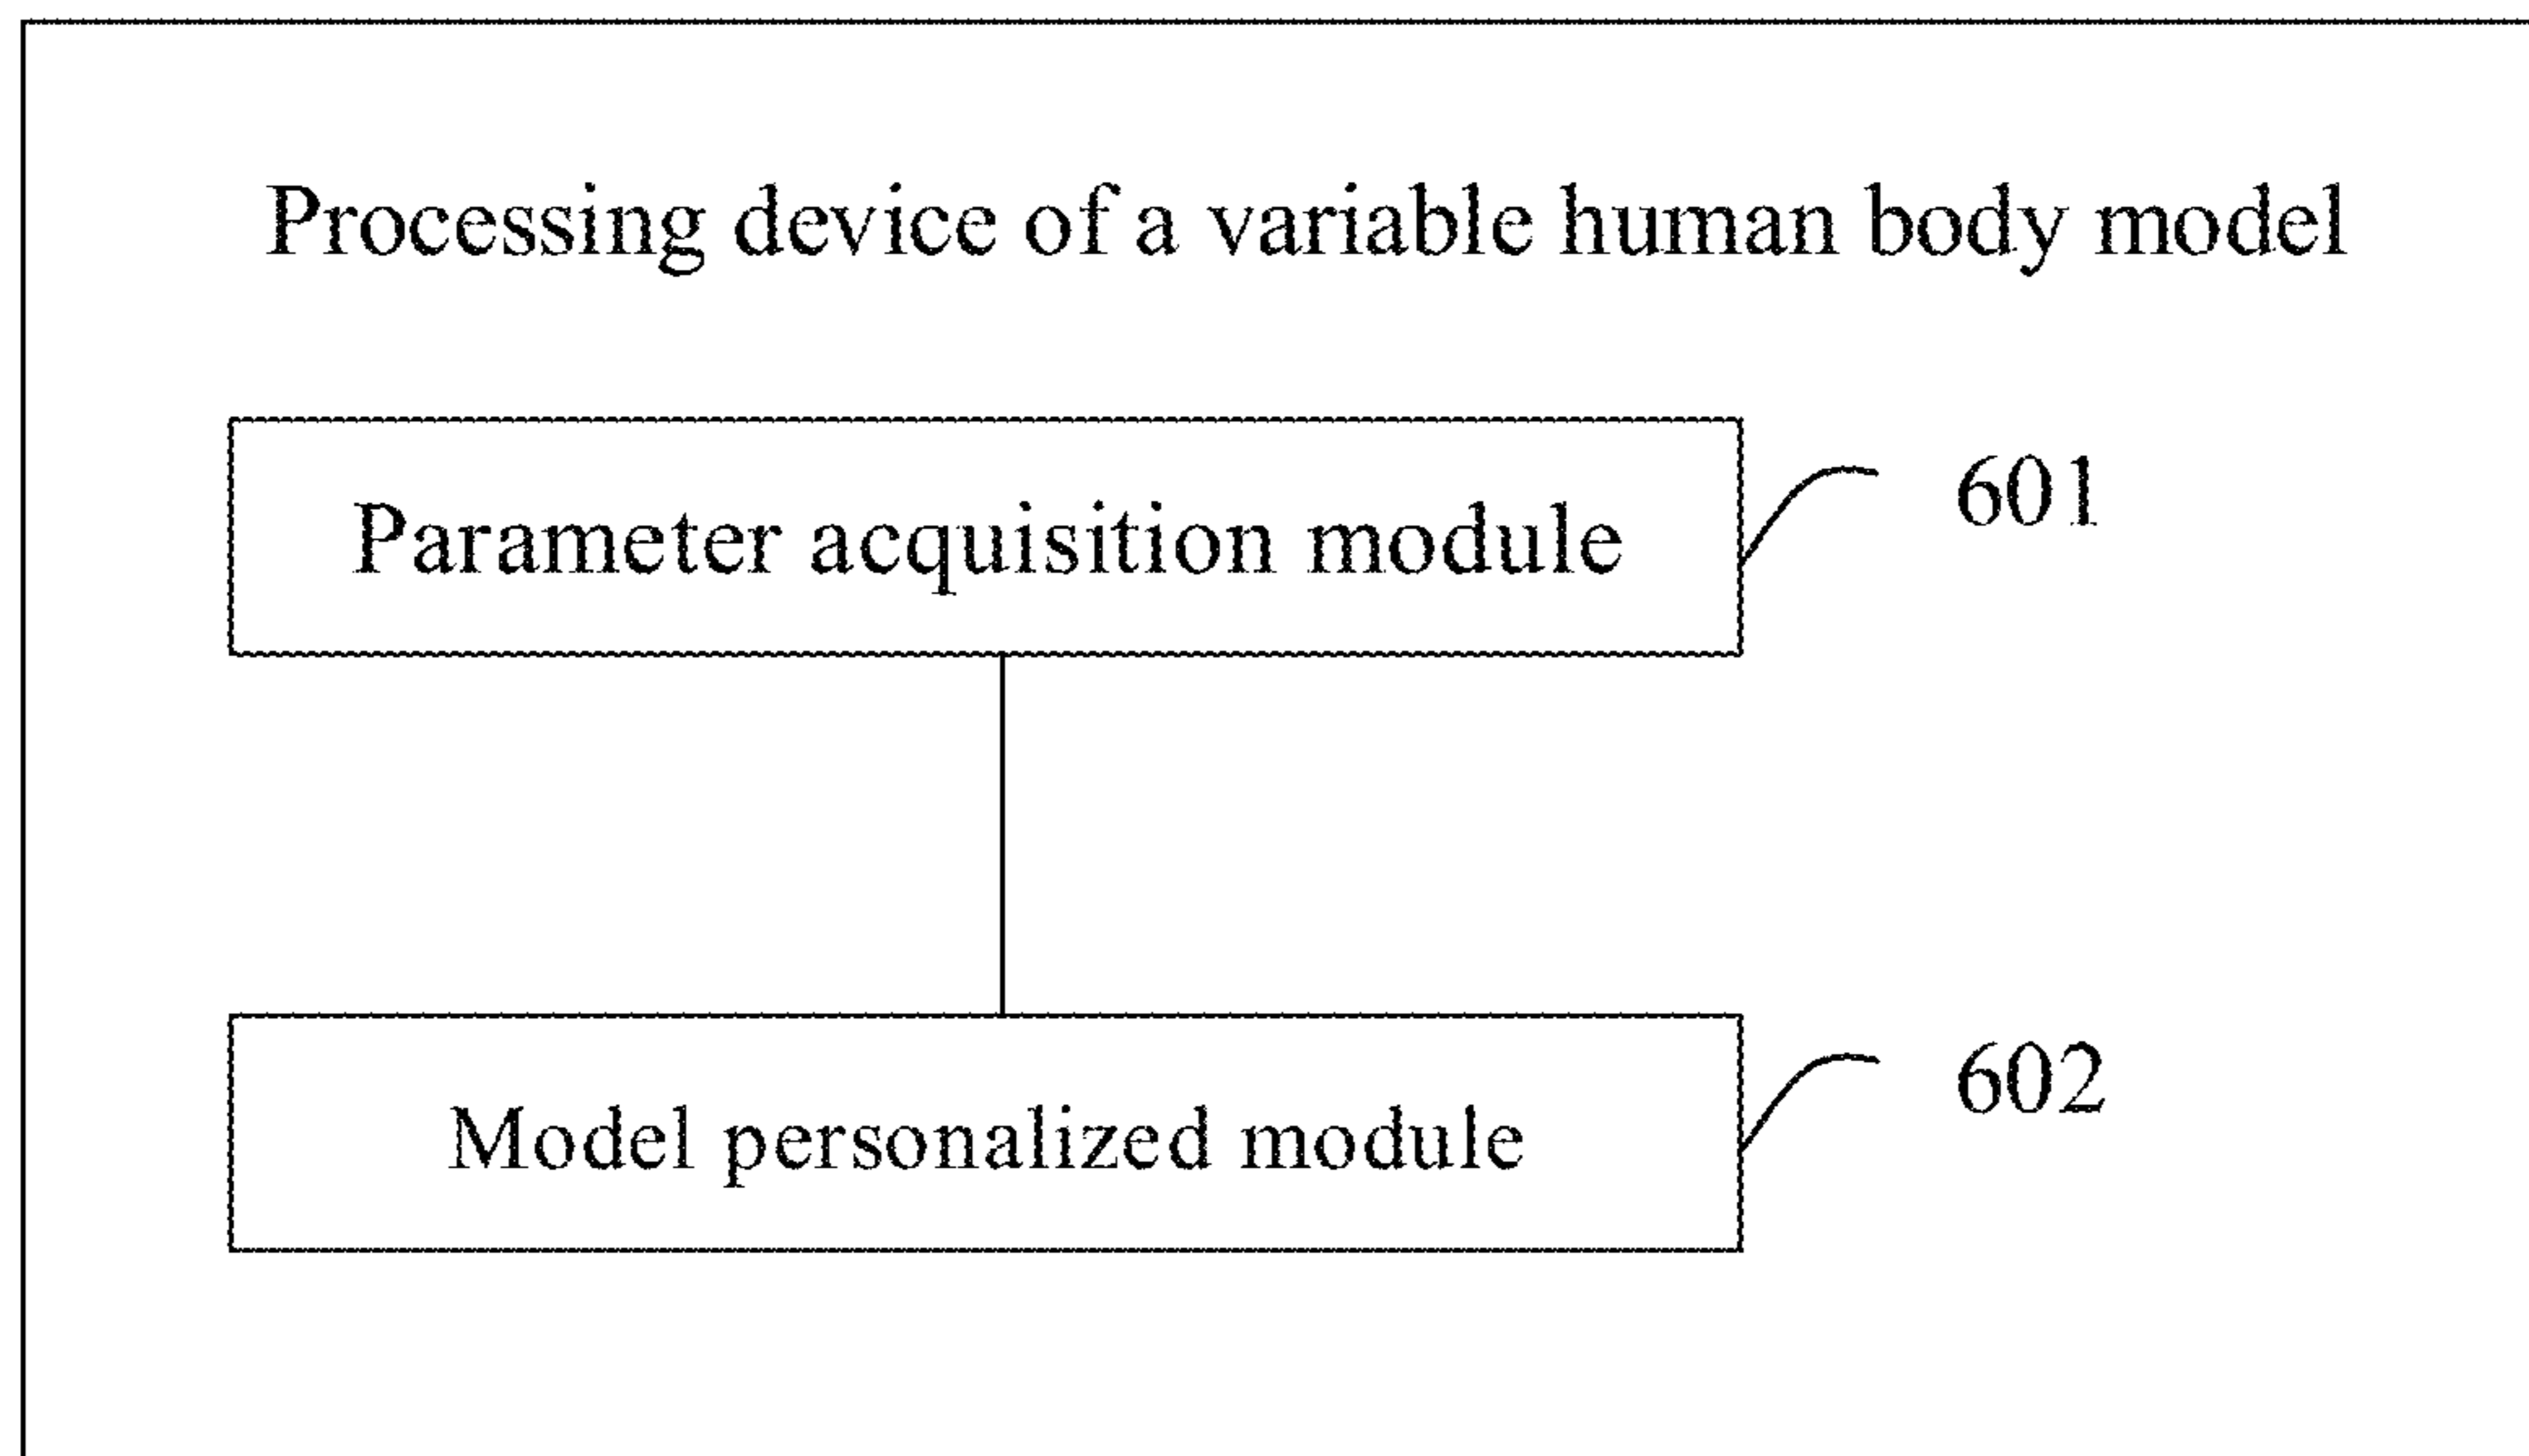 Processing device of a variable human body model
Parameter acquisition module
601
Model personalized module
602